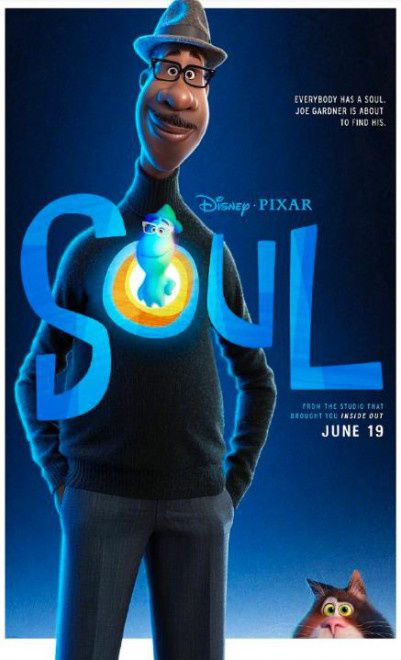 EVERYBODY HAS A SOUL.
JOE GARDNER IS ABOUT
TO FIND HIS.
Disney · PIXAR
SOUL
FROM THE STUDIO THAT
BROUGHT YOU INSIDE OUT
JUNE 19